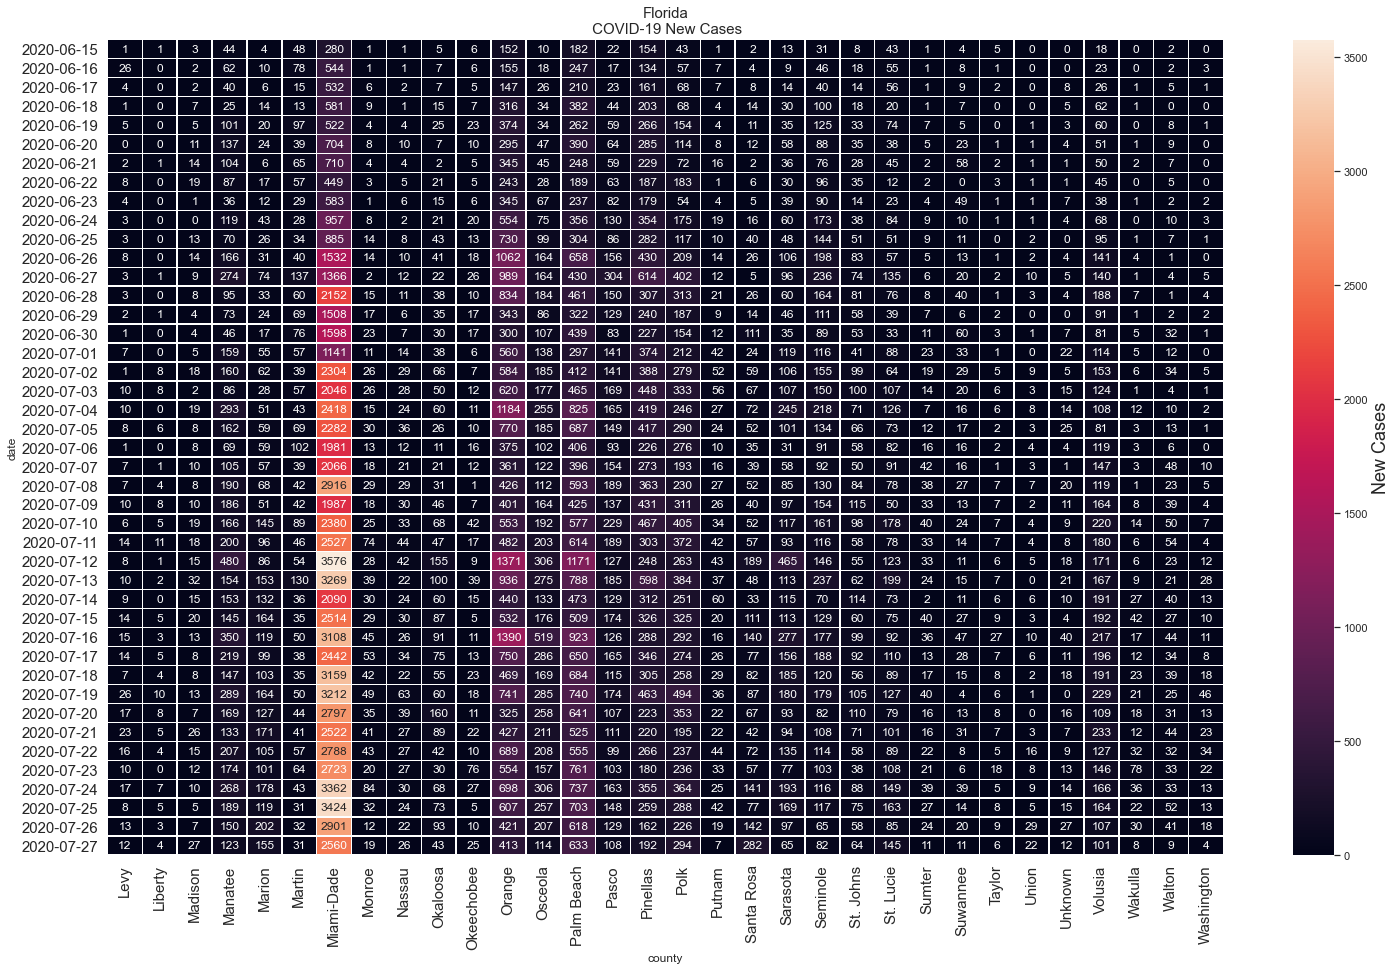 Florida
COVID-19 New Cases
2020-06-15 1 1 3 44 4 48 280 1 1 5 6 152 10 182 22 154 43 1 2 13 31 8 43 1 4 5 0 0 18 0 2 0
2020-06-16 26 0 2 62 10 78 544 1 1 7 6 155 18 247 17 134 57 7 4 9 46 18 55 1 8 1 0 0 23 0 2 3
2020-06-17 4 0 2 40 6 15 532 6 2 7 5 147 26 210 23 161 68 7 8 14 40 14 56 1 9 2 0 8 26 1 5 1
2020-06-18 1 0 7 25 14 13 581 9 1 15 7 316 34 382 44 203 68 4 14 30 100 18 20 1 7 0 0 5 62 1 0 0
2020-06-19 5 0 5 101 20 97 522 4 4 25 23 374 34 262 59 266 154 4 11 35 125 33 74 7 5 0 1 3 60 0 8 1
2020-06-20 0 0 11 137 24 39 704 8 10 7 10 295 47 390 64 285 114 8 12 58 88 35 38 5 23 1 1 4 51 1 9 0
2020-06-21 2 1 14 104 6 65 710 4 4 2 5 345 45 248 59 229 72 16 2 36 76 28 45 2 58 2 1 1 50 2 7 0
2020-06-22 8 0 19 87 17 57 449 3 5 21 5 243 28 189 63 187 183 1 6 30 96 35 12 2 0 3 1 1 45 0 5 0
2020-06-23 4 0 1 36 12 29 583 1 6 15 6 345 67 237 82 179 54 4 5 39 90 14 23 4 49 1 1 7 38 1 2 2
2020-06-24 3 0 0 119 43 28 957 8 2 21 20 554 75 356 130 354 175 19 16 60 173 38 84 9 10 1 1 4 68 0 10 3
2020-06-25 3 0 13 70 26 34 885 14 8 43 13 730 99 304 86 282 117 10 40 48 144 51 51 9 11 0 2 0 95 1 7 1
2020-06-26 8 0 14 166 31 40 1532 14 10 41 18 1062 164 658 156 430 209 14 26 106 198 83 57 5 13 1 2 4 141 4 1 0
2020-06-27 3 1 9 274 74 137 1366 2 12 22 26 989 164 430 304 614 402 12 5 96 236 74 135 6 20 2 10 5 140 1 4 5
2020-06-28 3 0 8 95 33 60 2152 15 11 38 10 834 184 461 150 307 313 21 26 60 164 81 76 8 40 1 3 4 188 7 1 4
2020-06-29 2 1 4 73 24 69 1508 17 6 35 17 343 86 322 129 240 187 9 14 46 111 58 39 7 6 2 0 0 91 1 2 2
2020-06-30 1 0 4 46 17 76 1598 23 7 30 17 300 107 439 83 227 154 12 111 35 89 53 33 11 60 3 1 7 81 5 32 1
2020-07-01 7 0 5 159 55 57 1141 11 14 38 6 560 138 297 141 374 212 42 24 119 116 41 88 23 33 1 0 22 114 5 12 0
2020-07-02 1 8 18 160 62 39 2304 26 29 66 7 584 185 412 141 388 279 52 59 106 155 99 64 19 29 5 9 5 153 6 34 5
2020-07-03 10 8 2 86 28 57 2046 26 28 50 12 620 177 465 169 448 333 56 67 107 150 100 107 14 20 6 3 15 124 1 4 1
2020-07-04 10 0 19 293 51 43 2418 15 24 60 11 1184 255 825 165 419 246 27 72 245 218 71 126 7 16 6 8 14 108 12 10 2
2020-07-05 8 6 8 162 59 69 2282 30 36 26 10 770 185 687 149 417 290 24 52 101 134 66 73 12 17 2 3 25 81 3 13 1
2020-07-06 1 0 8 69 59 102 1981 13 12 11 16 375 102 406 93 226 276 10 35 31 91 58 82 16 16 2 4 4 119 3 6 0
2020-07-07 7 1 10 105 57 39 2066 18 21 21 12 361 122 396 154 273 193 16 39 58 92 50 91 42 16 1 3 1 147 3 48 10
2020-07-08 7 4 8 190 68 42 2916 29 29 31 1 426 112 593 189 363 230 27 52 85 130 84 78 38 27 7 7 20 119 1 23 5
2020-07-09 10 8 10 186 51 42 1987 18 30 46 7 401 164 425 137 431 311 26 40 97 154 115 50 33 13 7 2 11 164 8 39 4
2020-07-10 6 5 19 166 145 89 2380 25 33 68 42 553 192 577 229 467 405 34 52 117 161 98 178 40 24 7 4 9 220 14 50 7
2020-07-11 14 11 18 200 96 46 2527 74 44 47 17 482 203 614 189 303 372 42 57 93 116 58 78 33 14 7 4 8 180 6 54 4
2020-07-12 8 1 15 480 86 54 3576 28 42 155 9 1371 306 1171 127 248 263 43 189 465 146 55 123 33 11 6 5 18 171 6 23 12
2020-07-13 10 2 32 154 153 130 3269 39 22 100 39 936 275 788 185 598 384 37 48 113 237 62 199 24 15 7 0 21 167 9 21 28
2020-07-14 9 0 15 153 132 36 2090 30 24 60 15 440 133 473 129 312 251 60 33 115 70 114 73 2 11 6 6 10 191 27 40 13
2020-07-15 14 5 20 145 164 35 2514 29 30 87 5 532 176 509 174 326 325 20 111 113 129 60 75 40 27 9 3 4 192 42 27 10
2020-07-16 15 3 13 350 119 50 3108 45 26 91 11 1390 519 923 126 288 292 16 140 277 177 99 92 36 47 27 10 40 217 17 44 11
2020-07-17 14 5 8 219 99 38 2442 53 34 75 13 750 286 650 165 346 274 26 77 156 188 92 110 13 28 7 6 11 196 12 34 8
2020-07-18 7 4 8 147 103 35 3159 42 22 55 23 469 169 684 115 305 258 29 82 185 120 56 89 17 15 8 2 18 191 23 39 18
2020-07-19 26 10 13 289 164 50 3212 49 63 60 18 741 285 740 174 463 494 36 87 180 179 105 127 40 4 6 1 0 229 21 25 46
2020-07-20 17 8 7 169 127 44 2797 35 39 160 11 325 258 641 107 223 353 22 67 93 82 110 79 16 13 8 0 16 109 18 31 13
2020-07-21 23 5 26 133 171 41 2522 41 27 89 22 427 211 525 111 220 195 22 42 94 108 71 101 16 31 7 3 7 233 12 44 23
2020-07-22 16 4 15 207 105 57 2788 43 27 42 10 689 208 555 99 266 237 44 72 135 114 58 89 22 8 5 16 9 127 32 32 34
2020-07-23 10 0 12 174 101 64 2723 20 27 30 76 554 157 761 103 180 236 33 57 77 103 38 108 21 6 18 8 13 146 78 33 22
2020-07-24 17 7 10 268 178 43 3362 84 30 68 27 698 306 737 163 355 364 25 141 193 116 88 149 39 39 5 9 14 166 36 33 13
2020-07-25 8 5 5 189 119 31 3424 32 24 73 5 607 257 703 148 259 288 42 77 169 117 75 163 27 14 8 5 15 164 22 52 13
2020-07-26 13 3 7 150 202 32 2901 12 22 93 10 421 207 618 129 162 226 19 142 97 65 58 85 24 20 9 29 27 107 30 41 18
2020-07-27 12 4 27 123 155 31 2560 19 26 43 25 413 114 633 108 192 294 7 282 65 82 64 145 11 11 6 22 12 101 8 9 4
Levy Liberty Madison Manatee Marion Martin Miami-Dade Monroe Nassau Okaloosa Okeechobee Orange Osceola Palm Beach Pasco Pinellas Polk Putnam Santa Rosa Sarasota Seminole St. Johns St. Lucie Sumter Suwannee Taylor Union Unknown Volusia Wakulla Walton Washington
county
date
3500
3000
2500
2000
1500
1000
500
0
New Cases